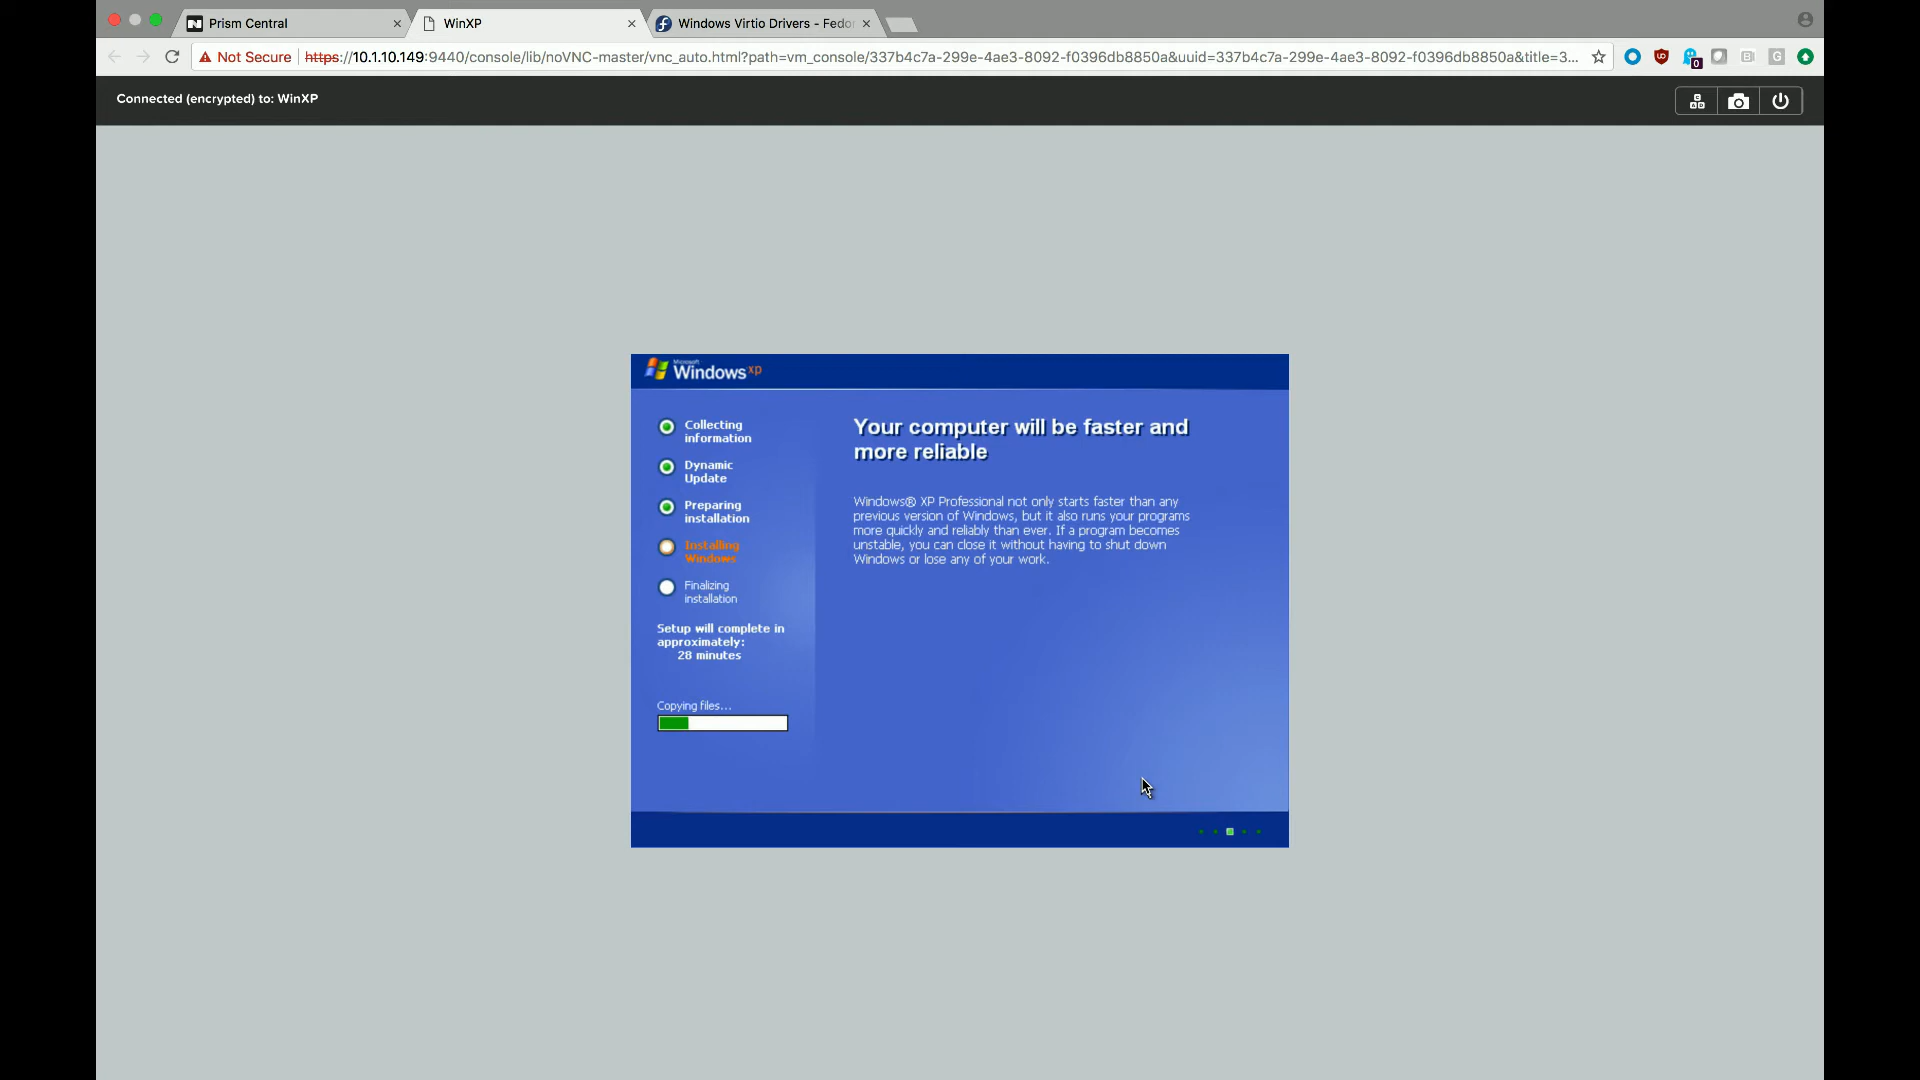 Prism Central
WinXP
Windows Virtio Drivers - Fedo
Not Secure
https://10.1.10.149:9440/console/lib/noVNC-master/vnc_auto.html?path=vm_console/337b4c7a-299e-4ae3-8092-f0396db8850a&uuid=337b4c7a-299e-4ae3-8092-f0396db8850a&title=3...
0
Connected (encrypted) to: WinXP
Microsoft
Windows xp
Collecting
information
Dynamic
Update
Preparing
installation
Installing
Windows
Finalizing
installation
Setup will complete in
approximately:
28 minutes
Copying files...
Your computer will be faster and
more reliable
Windows® XP Professional not only starts faster than any
previous version of Windows, but it also runs your programs
more quickly and reliably than ever. If a program becomes
unstable, you can close it without having to shut down
Windows or lose any of your work.